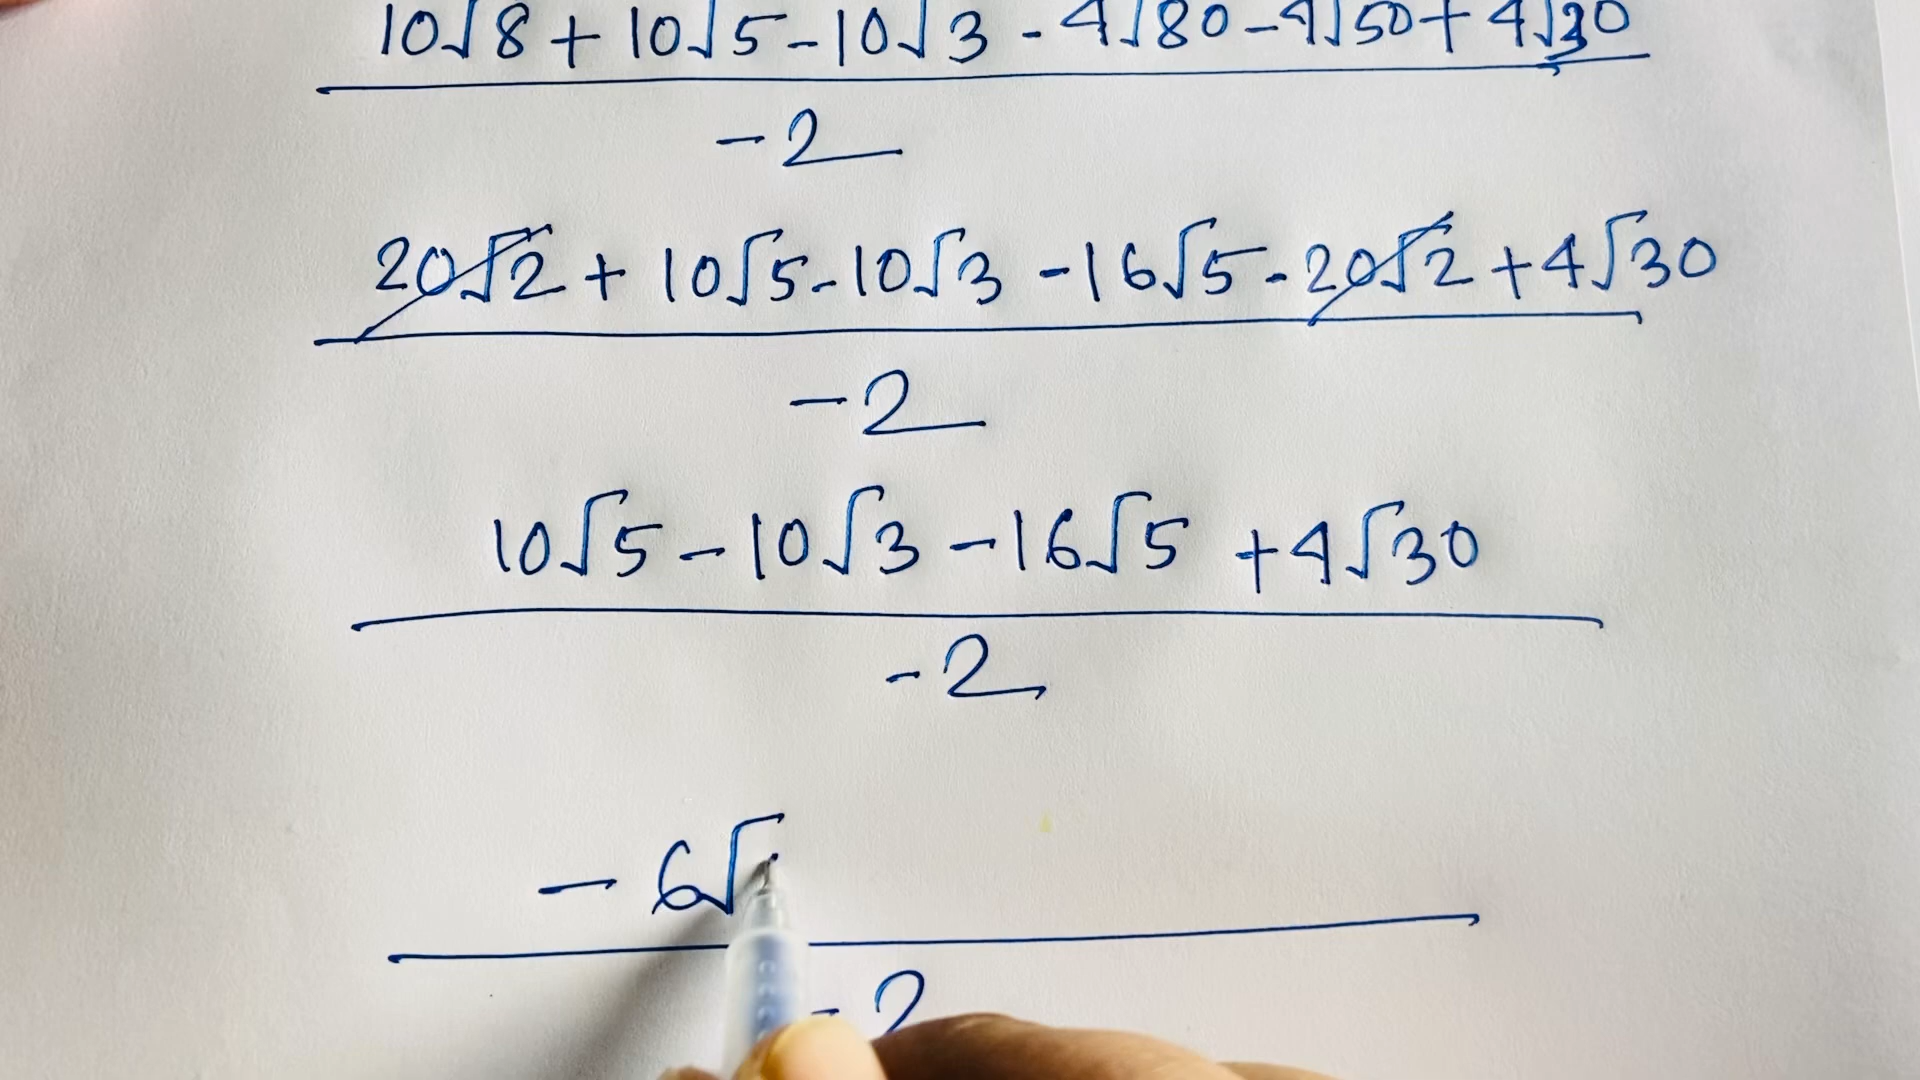 10√8 + 10√5 - 10√3 - 4√80 - 4√50 + 4√30
-2
20√2 + 10√5 - 10√3 - 16√5 - 20√2 + 4√30
-2
10√5 - 10√3 - 16√5 + 4√30
-2
- 6√
- 2